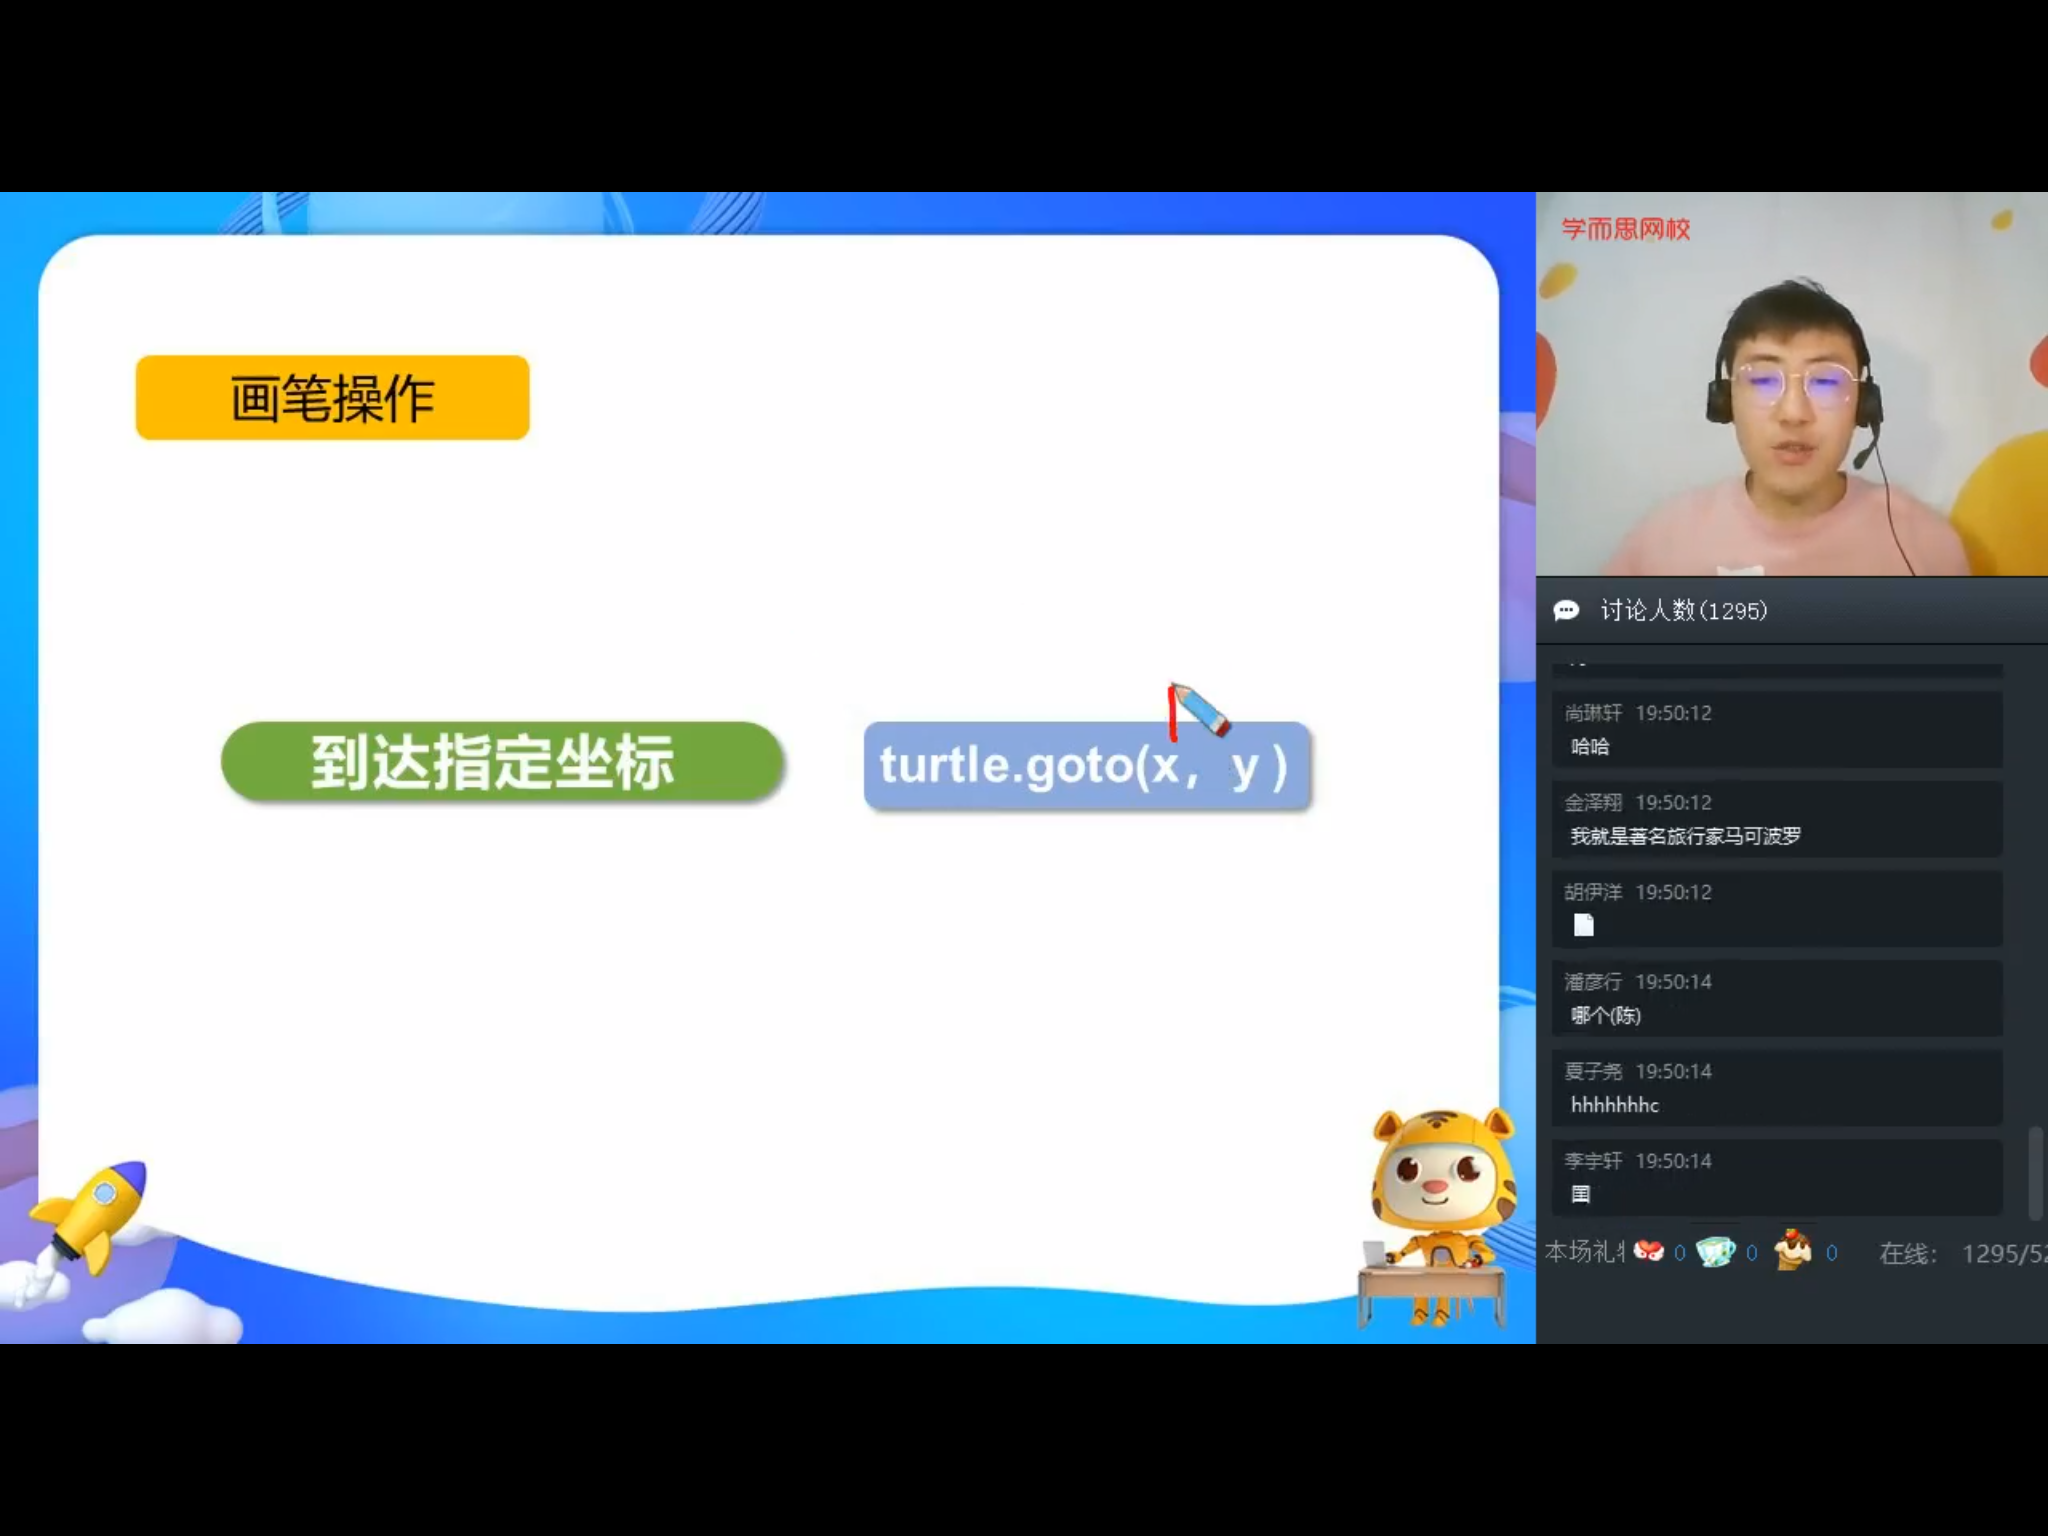 画笔操作
到达指定坐标
turtle.goto(x, y )
学而思网校
讨论人数(1295)
尚琳轩 19:50:12
哈哈
金泽翔 19:50:12
我就是著名旅行家马可波罗
胡伊洋 19:50:12
潘彦行 19:50:14
哪个(陈)
夏子尧 19:50:14
hhhhhhhc
李宇轩 19:50:14
囯
本场礼 0 0 0 在线: 1295/52